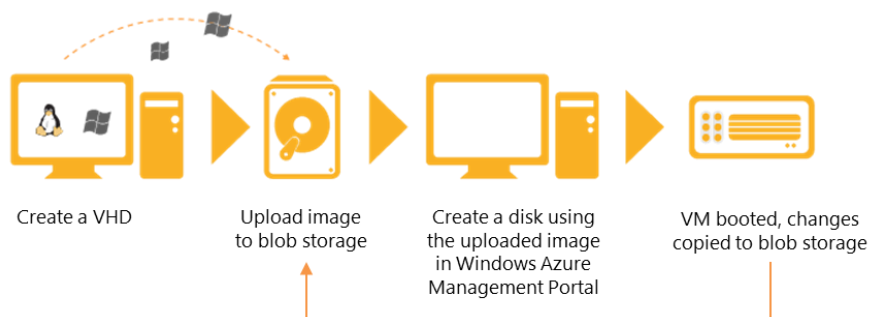 Create a VHD
Upload image
to blob storage
Create a disk using
the uploaded image
in Windows Azure
Management Portal
VM booted, changes
copied to blob storage